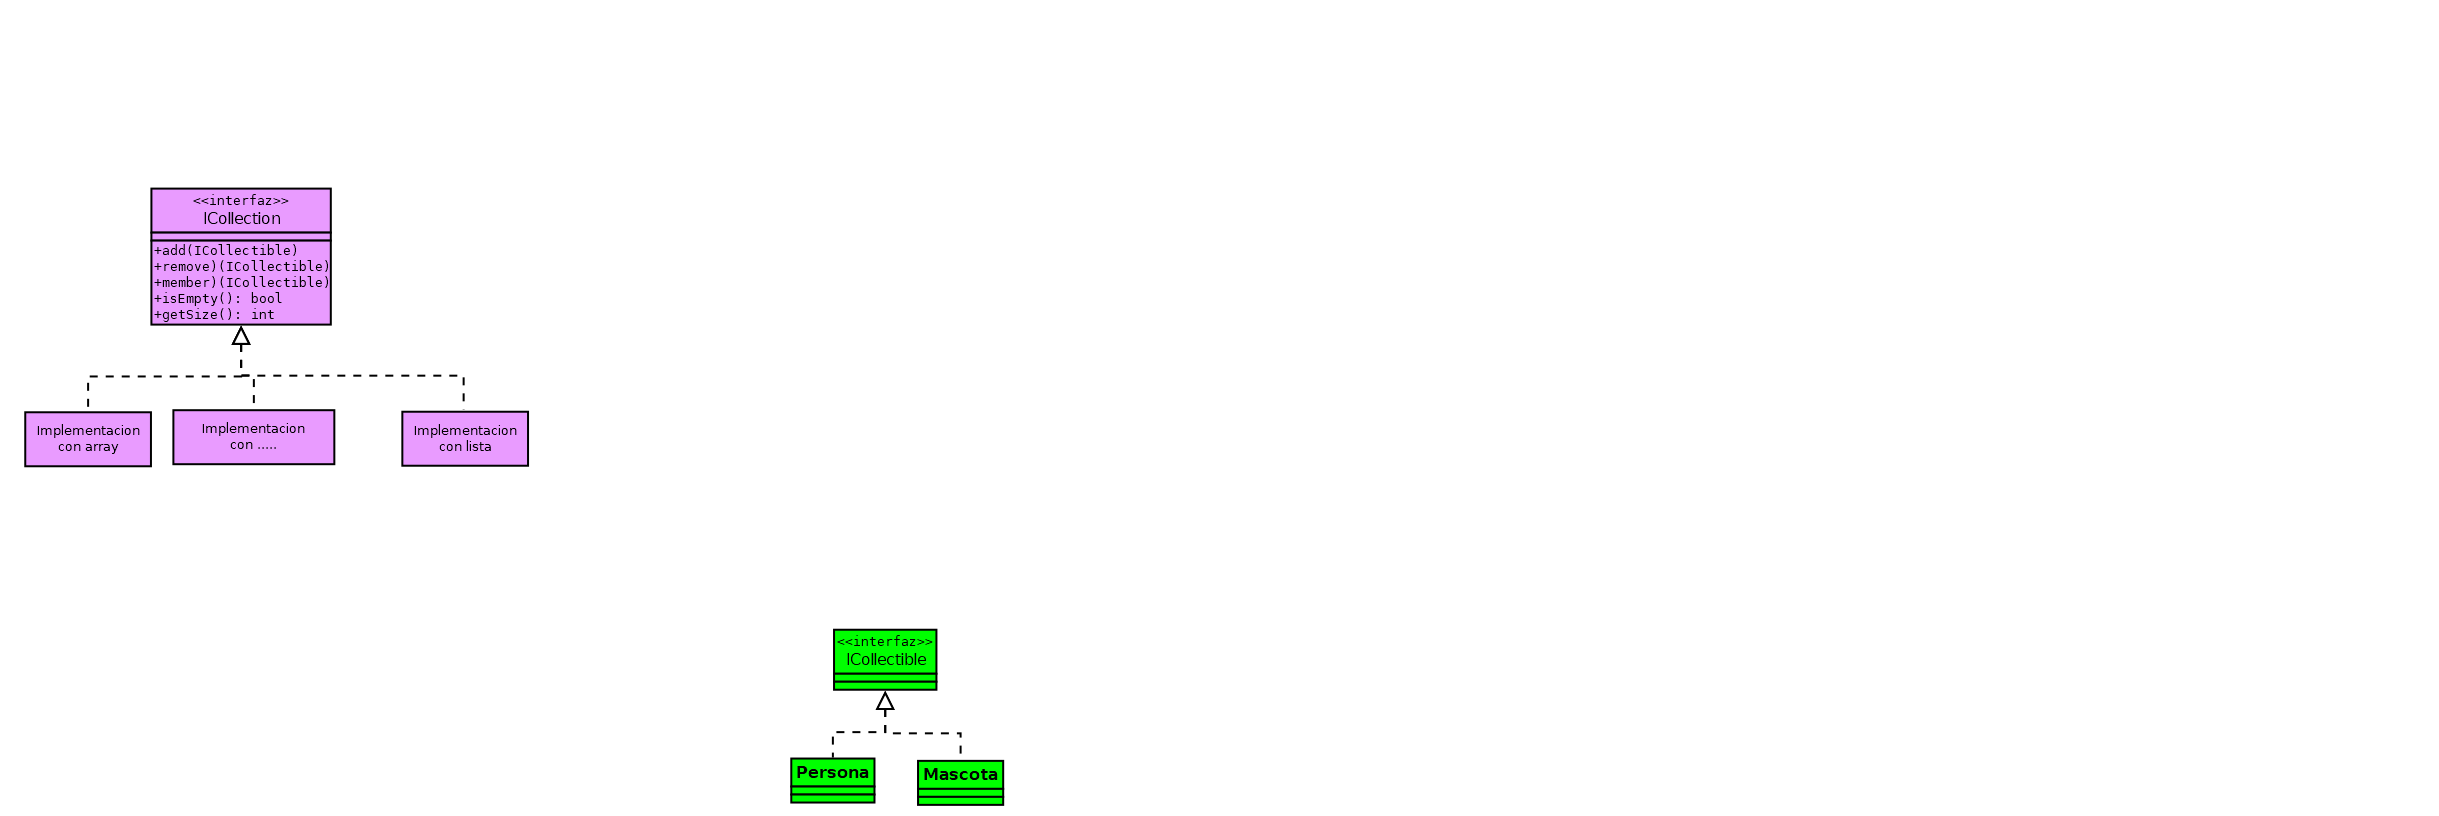 <<interfaz>>
ICollection
+add(ICollectible)
+remove)(ICollectible)
+member)(ICollectible)
+isEmpty(): bool
+getSize(): int
Implementacion
con array
Implementacion
con .....
Implementacion
con lista
<<interfaz>>
ICollectible
Persona
Mascota